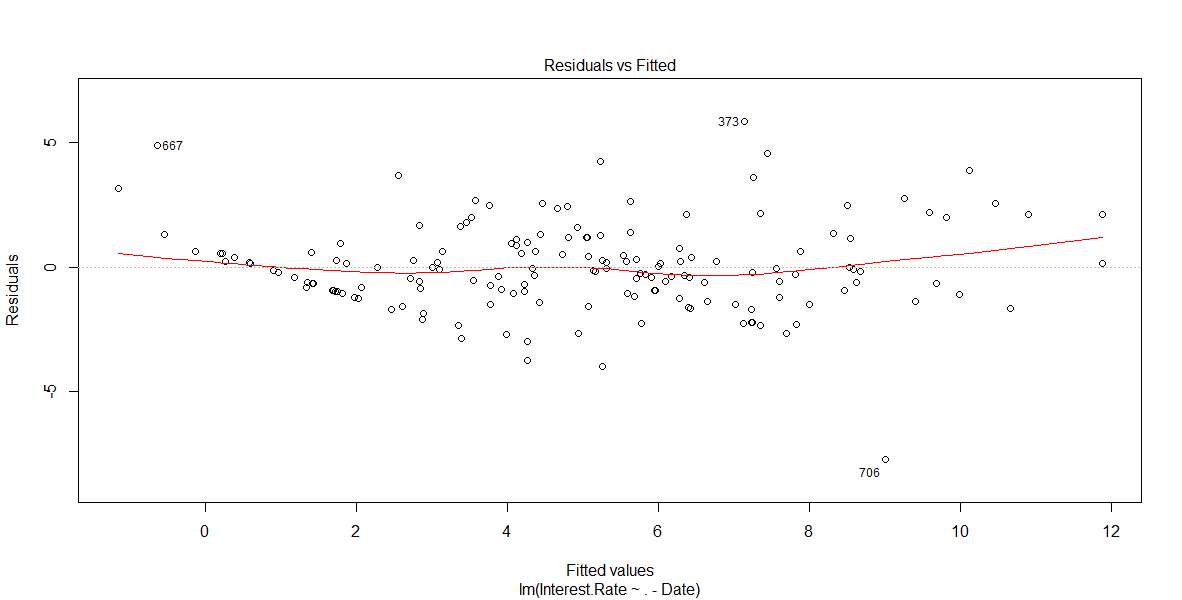 Residuals vs Fitted
Residuals
5
0
-5
667
373
706
0 2 4 6 8 10 12
Fitted values
lm(Interest.Rate ~ . - Date)